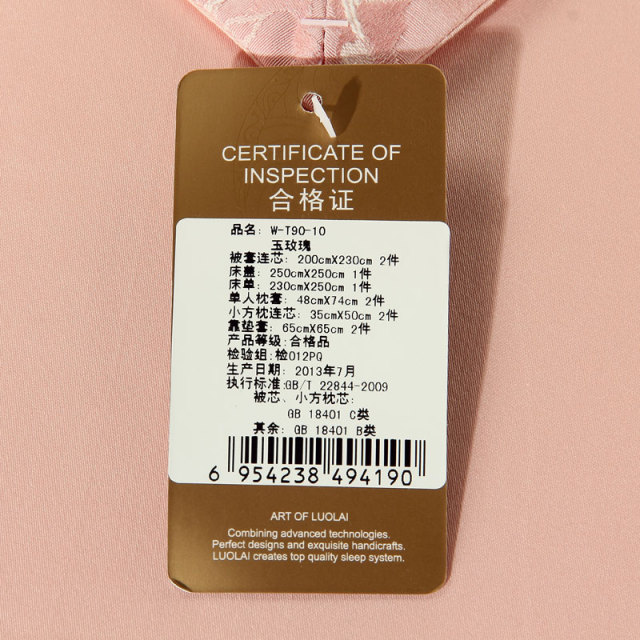 CERTIFICATE OF
INSPECTION
合格证
品名: W-T90-10
玉玫瑰
被套连芯: 200cmX230cm 2件
床盖: 250cmX250cm 1件
床单: 230cmX250cm 1件
单人枕套: 48cmX74cm 2件
小方枕连芯: 35cmX50cm 2件
靠垫套: 65cmX65cm 2件
产品等级:合格品
检验组:检012PQ
生产日期: 2013年7月
执行标准:GB/T 22844-2009
被芯、小方枕芯:
GB 18401 C类
其余: GB 18401 B类
6 954238 494190
ART OF LUOLAI
Combining advanced technologies.
Perfect designs and exquisite handicrafts.
LUOLAI creates top quality sleep system.